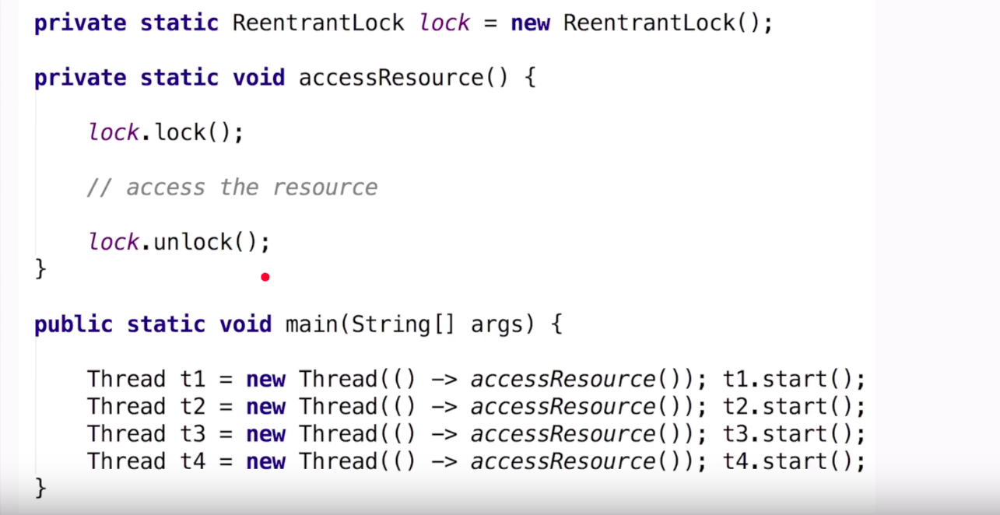 private static ReentrantLock lock = new ReentrantLock();
private static void accessResource() {
lock.lock();
// access the resource
lock.unlock();
}
public static void main(String[] args) {
Thread t1 = new Thread(() -> accessResource()); t1.start();
Thread t2 = new Thread(() -> accessResource()); t2.start();
Thread t3 = new Thread(() -> accessResource()); t3.start();
Thread t4 = new Thread(() -> accessResource()); t4.start();
}